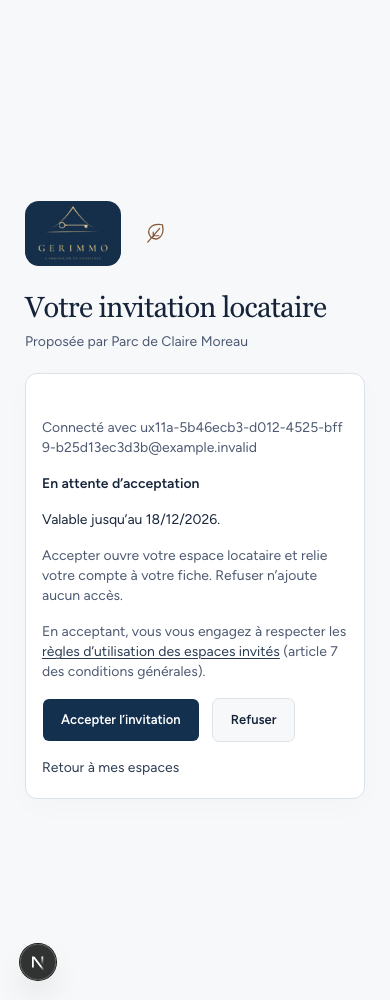 GERIMMO
Votre invitation locataire
Proposée par Parc de Claire Moreau
Connecté avec ux11a-5b46ecb3-d012-4525-bff
9-b25d13ec3d3b@example.invalid
En attente d’acceptation
Valable jusqu’au 18/12/2026.
Accepter ouvre votre espace locataire et relie
votre compte à votre fiche. Refuser n’ajoute
aucun accès.
En acceptant, vous vous engagez à respecter les
règles d’utilisation des espaces invités (article 7
des conditions générales).
Accepter l’invitation
Refuser
Retour à mes espaces
N